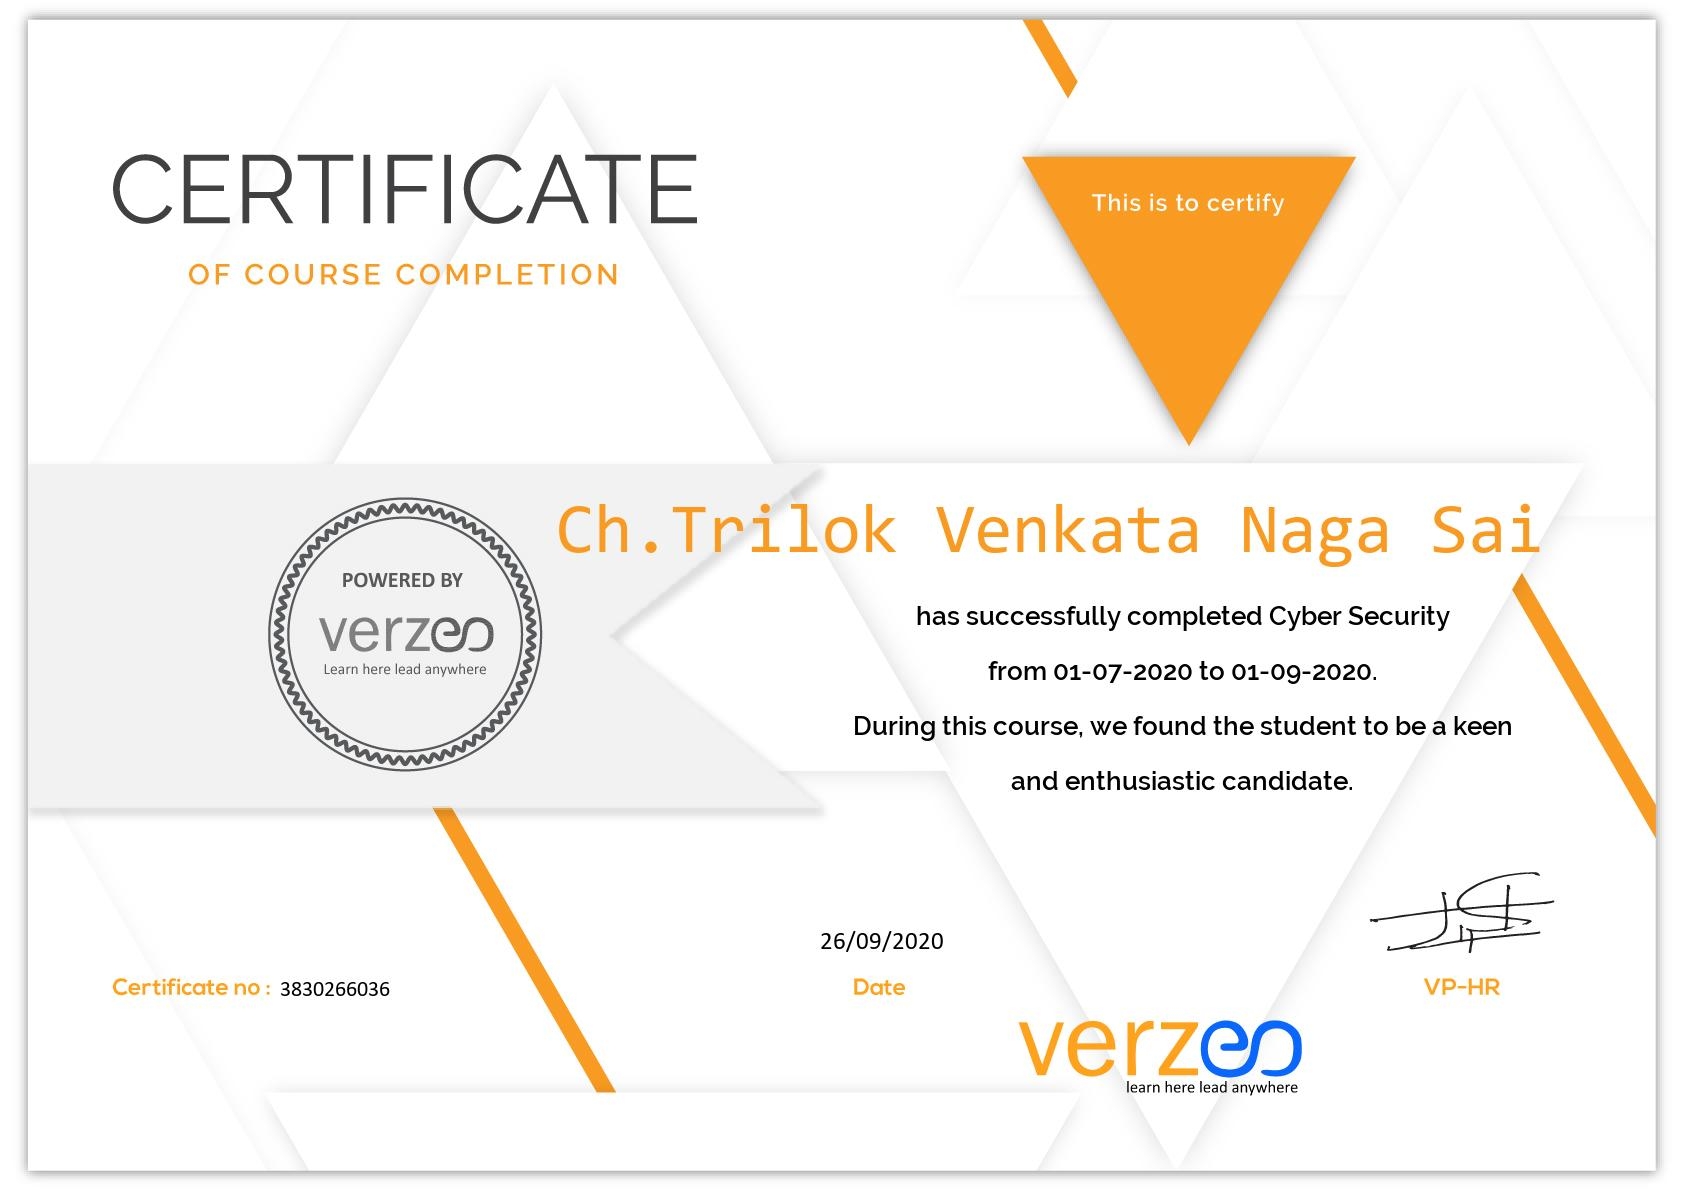 CERTIFICATE
OF COURSE COMPLETION
This is to certify
Ch.Trilok Venkata Naga Sai
POWERED BY
verzeo
Learn here lead anywhere
has successfully completed Cyber Security
from 01-07-2020 to 01-09-2020.
During this course, we found the student to be a keen
and enthusiastic candidate.
26/09/2020
Certificate no : 3830266036
Date
VP-HR
verzeo
learn here lead anywhere